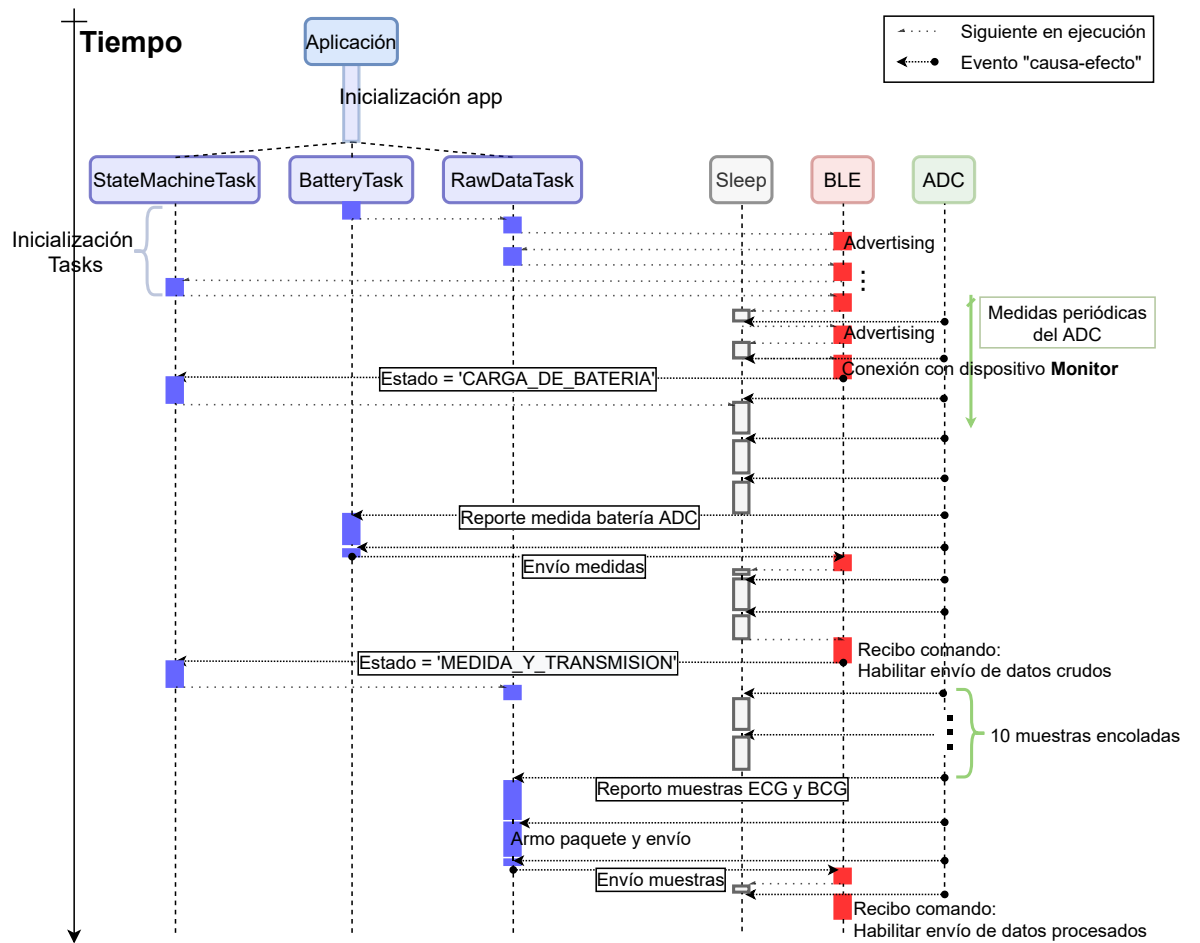 Tiempo
Aplicación
Siguiente en ejecución
Evento "causa-efecto"
Inicialización app
StateMachineTask
BatteryTask
RawDataTask
Sleep
BLE
ADC
Inicialización
Tasks
Advertising
Medidas periódicas
del ADC
Advertising
Conexión con dispositivo Monitor
Estado = 'CARGA_DE_BATERIA'
Reporte medida batería ADC
Envío medidas
Recibo comando:
Habilitar envío de datos crudos
Estado = 'MEDIDA_Y_TRANSMISION'
10 muestras encoladas
Reporto muestras ECG y BCG
Armo paquete y envío
Envío muestras
Recibo comando:
Habilitar envío de datos procesados